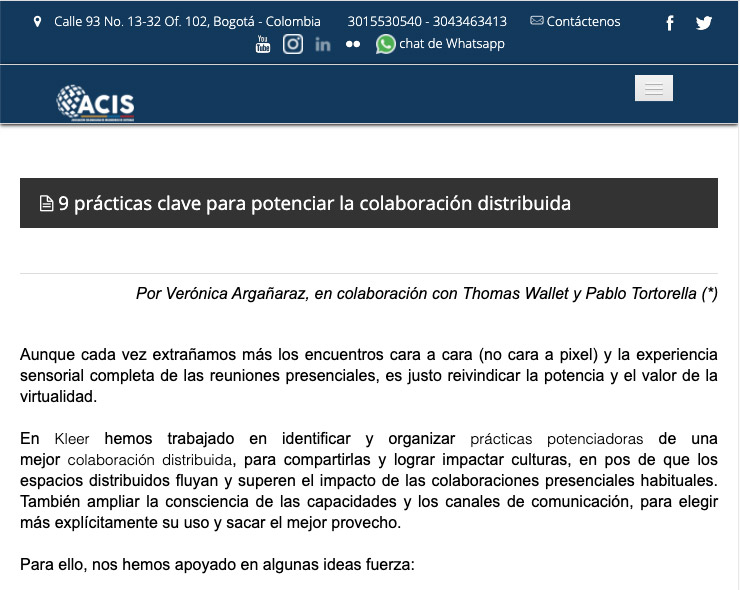 Calle 93 No. 13-32 Of. 102, Bogotá - Colombia 3015530540 - 3043463413 Contáctenos
You Tube in chat de Whatsapp
ACIS
9 prácticas clave para potenciar la colaboración distribuida
Por Verónica Argañaraz, en colaboración con Thomas Wallet y Pablo Tortorella (*)
Aunque cada vez extrañamos más los encuentros cara a cara (no cara a pixel) y la experiencia
sensorial completa de las reuniones presenciales, es justo reivindicar la potencia y el valor de la
virtualidad.
En Kleer hemos trabajado en identificar y organizar prácticas potenciadoras de una
mejor colaboración distribuida, para compartirlas y lograr impactar culturas, en pos de que los
espacios distribuidos fluyan y superen el impacto de las colaboraciones presenciales habituales.
También ampliar la consciencia de las capacidades y los canales de comunicación, para elegir
más explícitamente su uso y sacar el mejor provecho.
Para ello, nos hemos apoyado en algunas ideas fuerza: